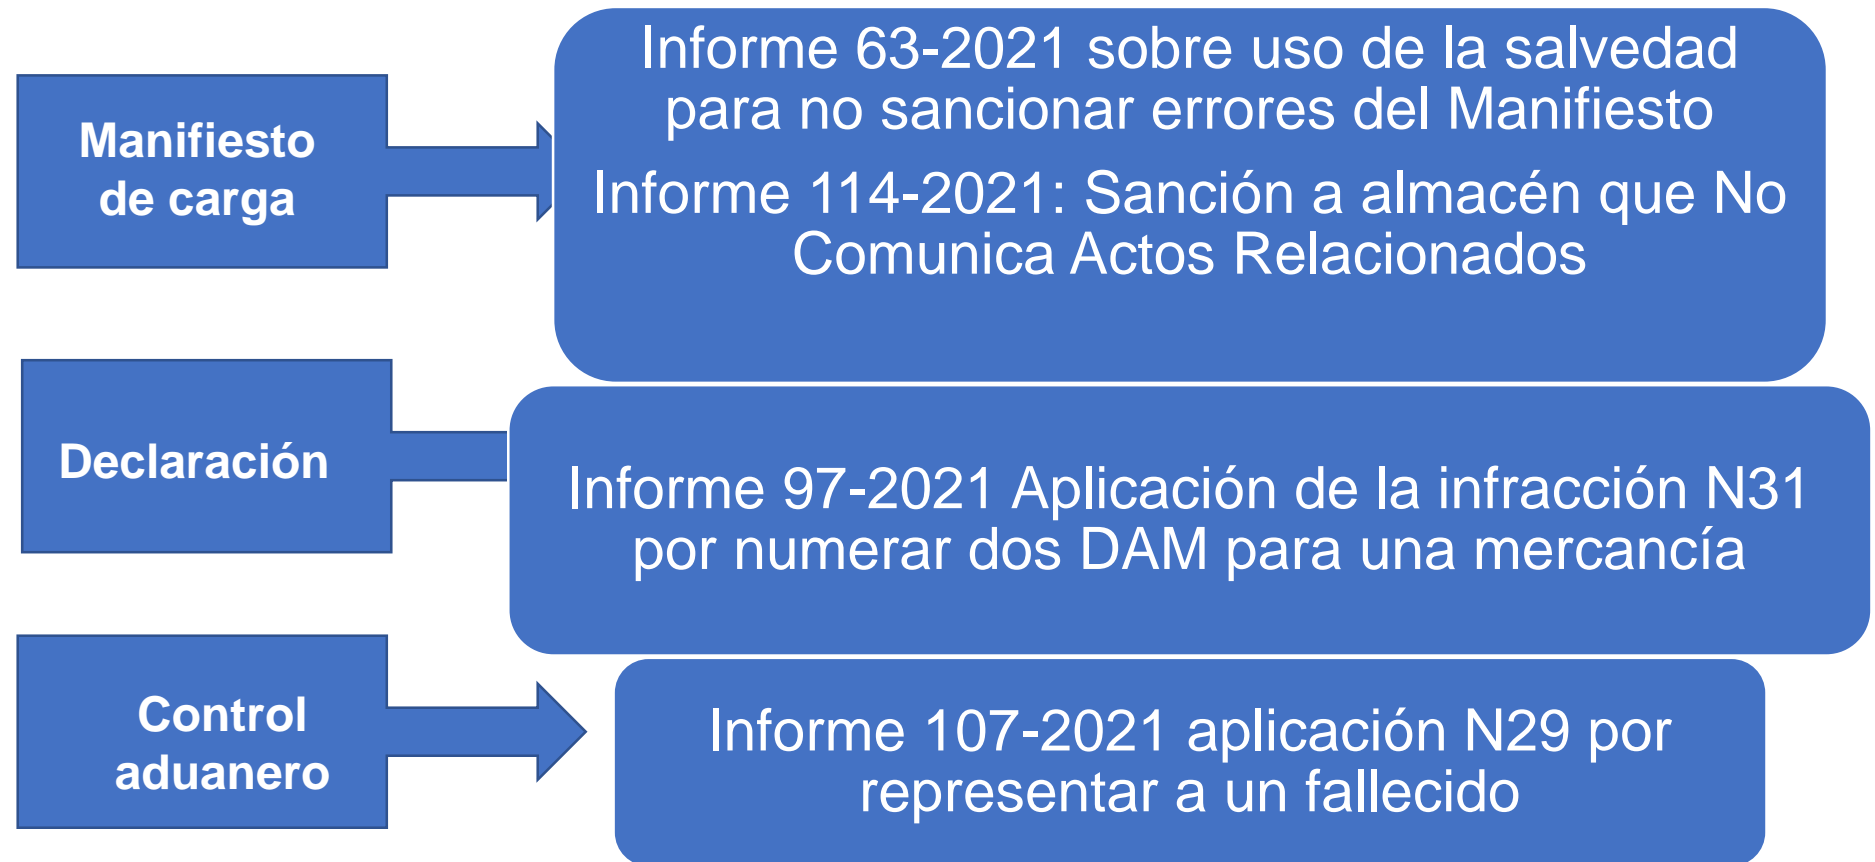 Manifiesto
de carga
Informe 63-2021 sobre uso de la salvedad
para no sancionar errores del Manifiesto
Informe 114-2021: Sanción a almacén que No
Comunica Actos Relacionados
Declaración
Informe 97-2021 Aplicación de la infracción N31
por numerar dos DAM para una mercancía
Control
aduanero
Informe 107-2021 aplicación N29 por
representar a un fallecido